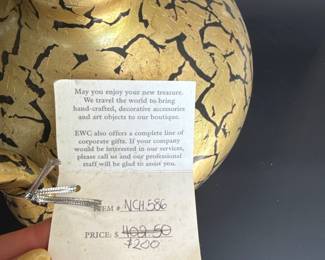 May you enjoy your new treasure.
We travel the world to bring
hand-crafted, decorative accessories
and art objects to our boutique.
EWC also offers a complete line of
corporate gifts. If your company
would be interested in our services,
please call us and our professional
staff will be glad to assist you.
ITEM # NCH586
PRICE: $ 402.50
$200